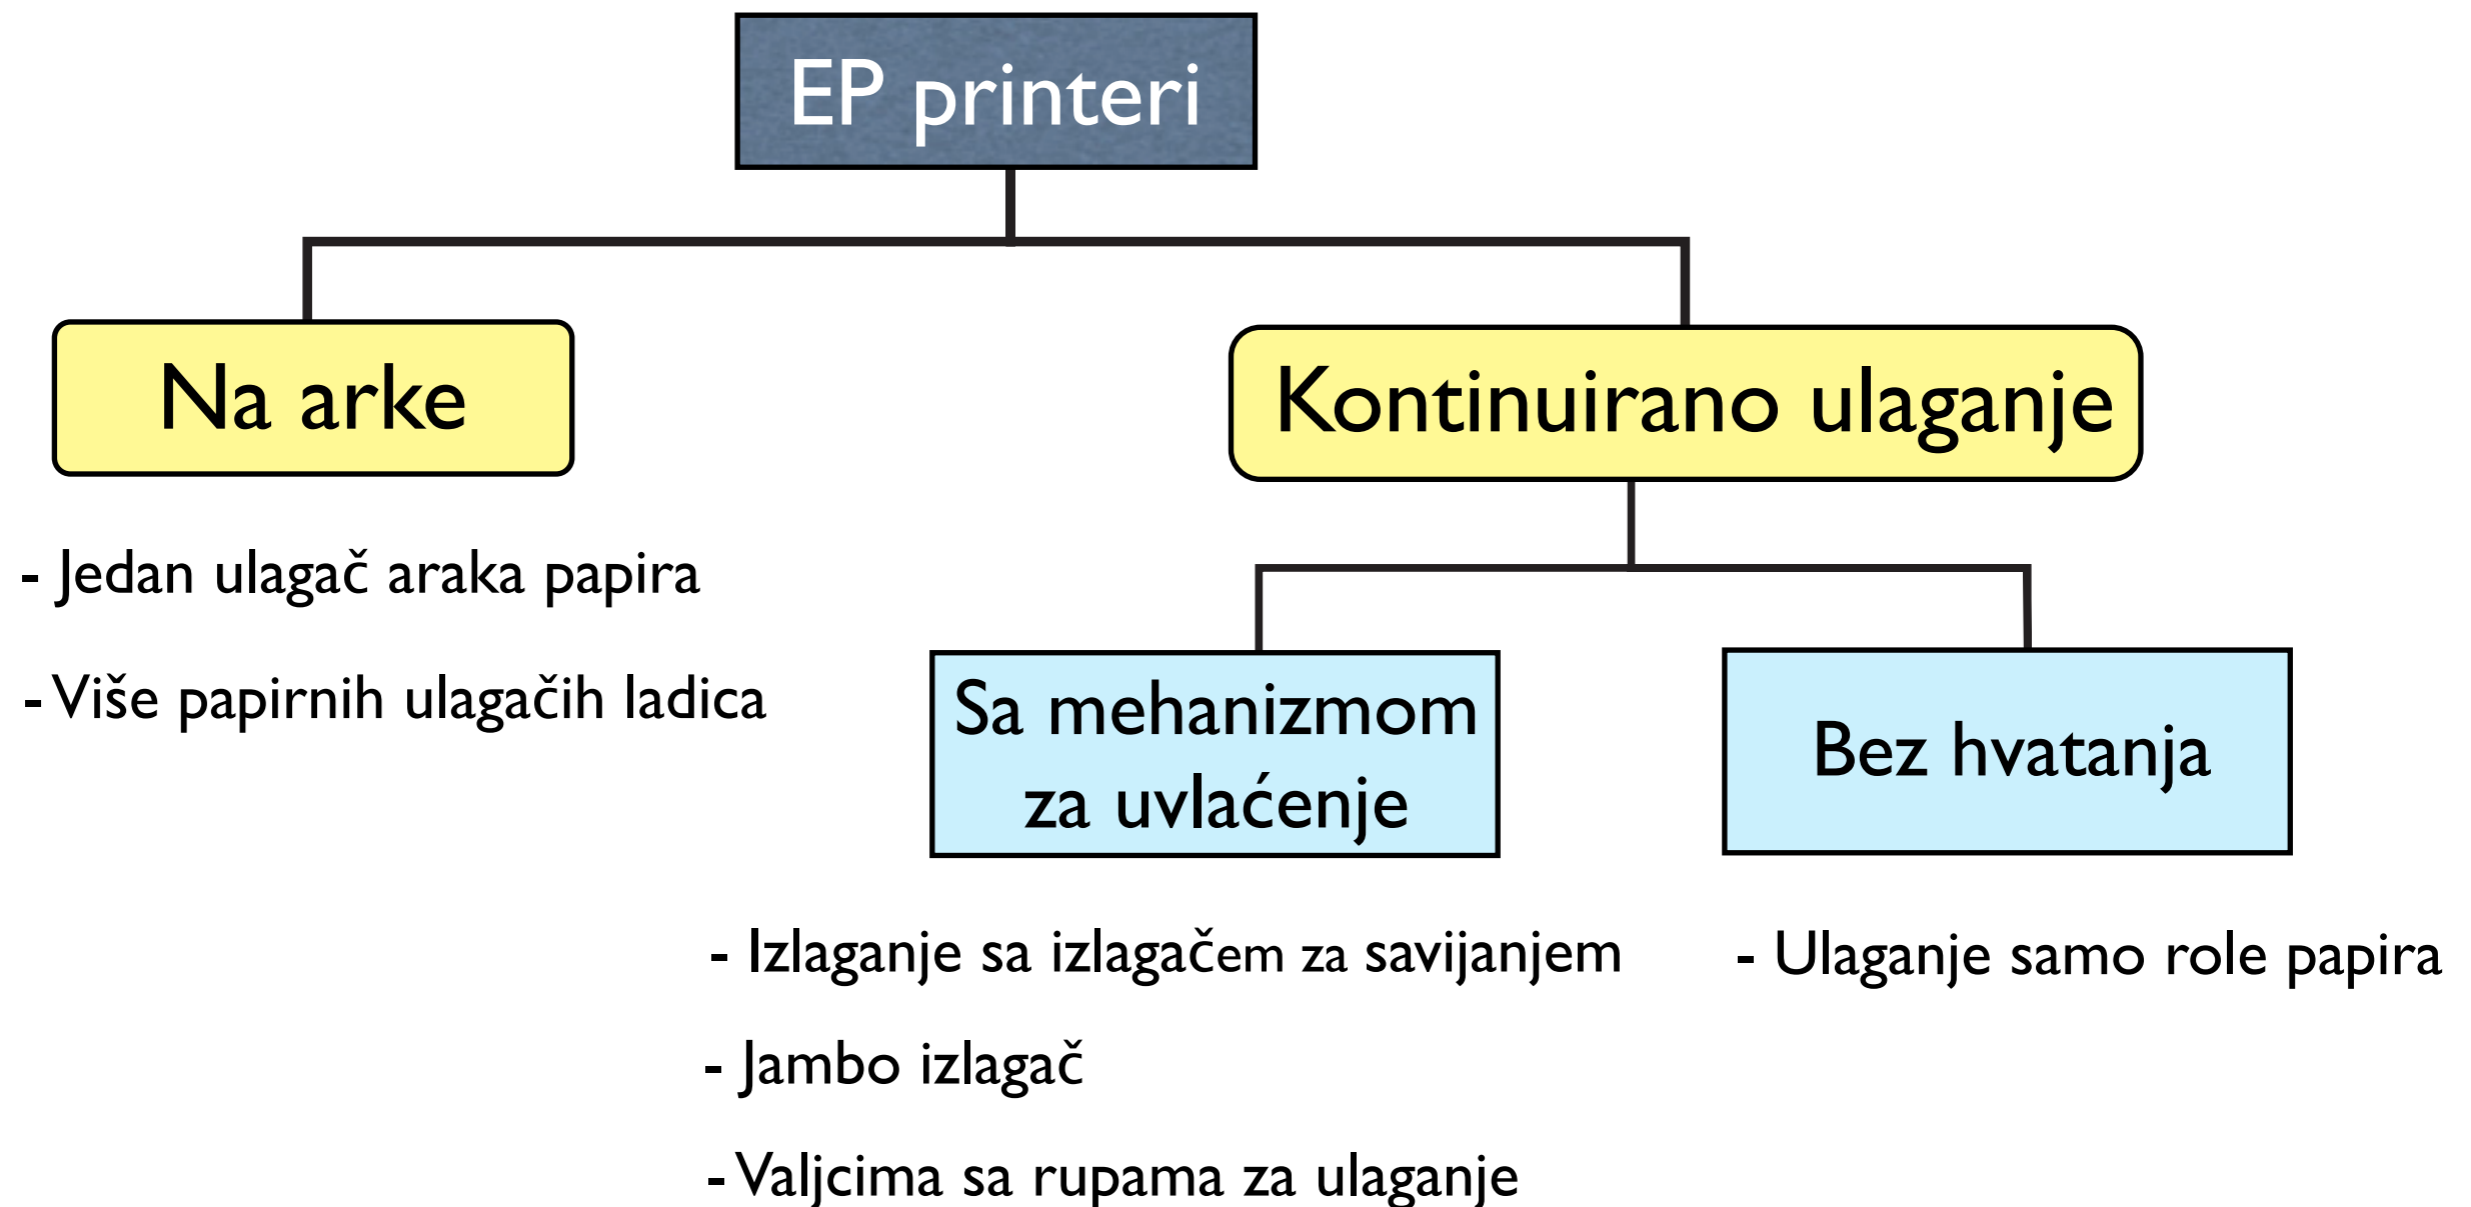 EP printeri
Na arke
Kontinuirano ulaganje
- Jedan ulagač araka papira
- Više papirnih ulagačih ladica
Sa mehanizmom
za uvlaćenje
Bez hvatanja
- Izlaganje sa izlagačem za savijanjem
- Jambo izlagač
- Valjcima sa rupama za ulaganje
- Ulaganje samo role papira